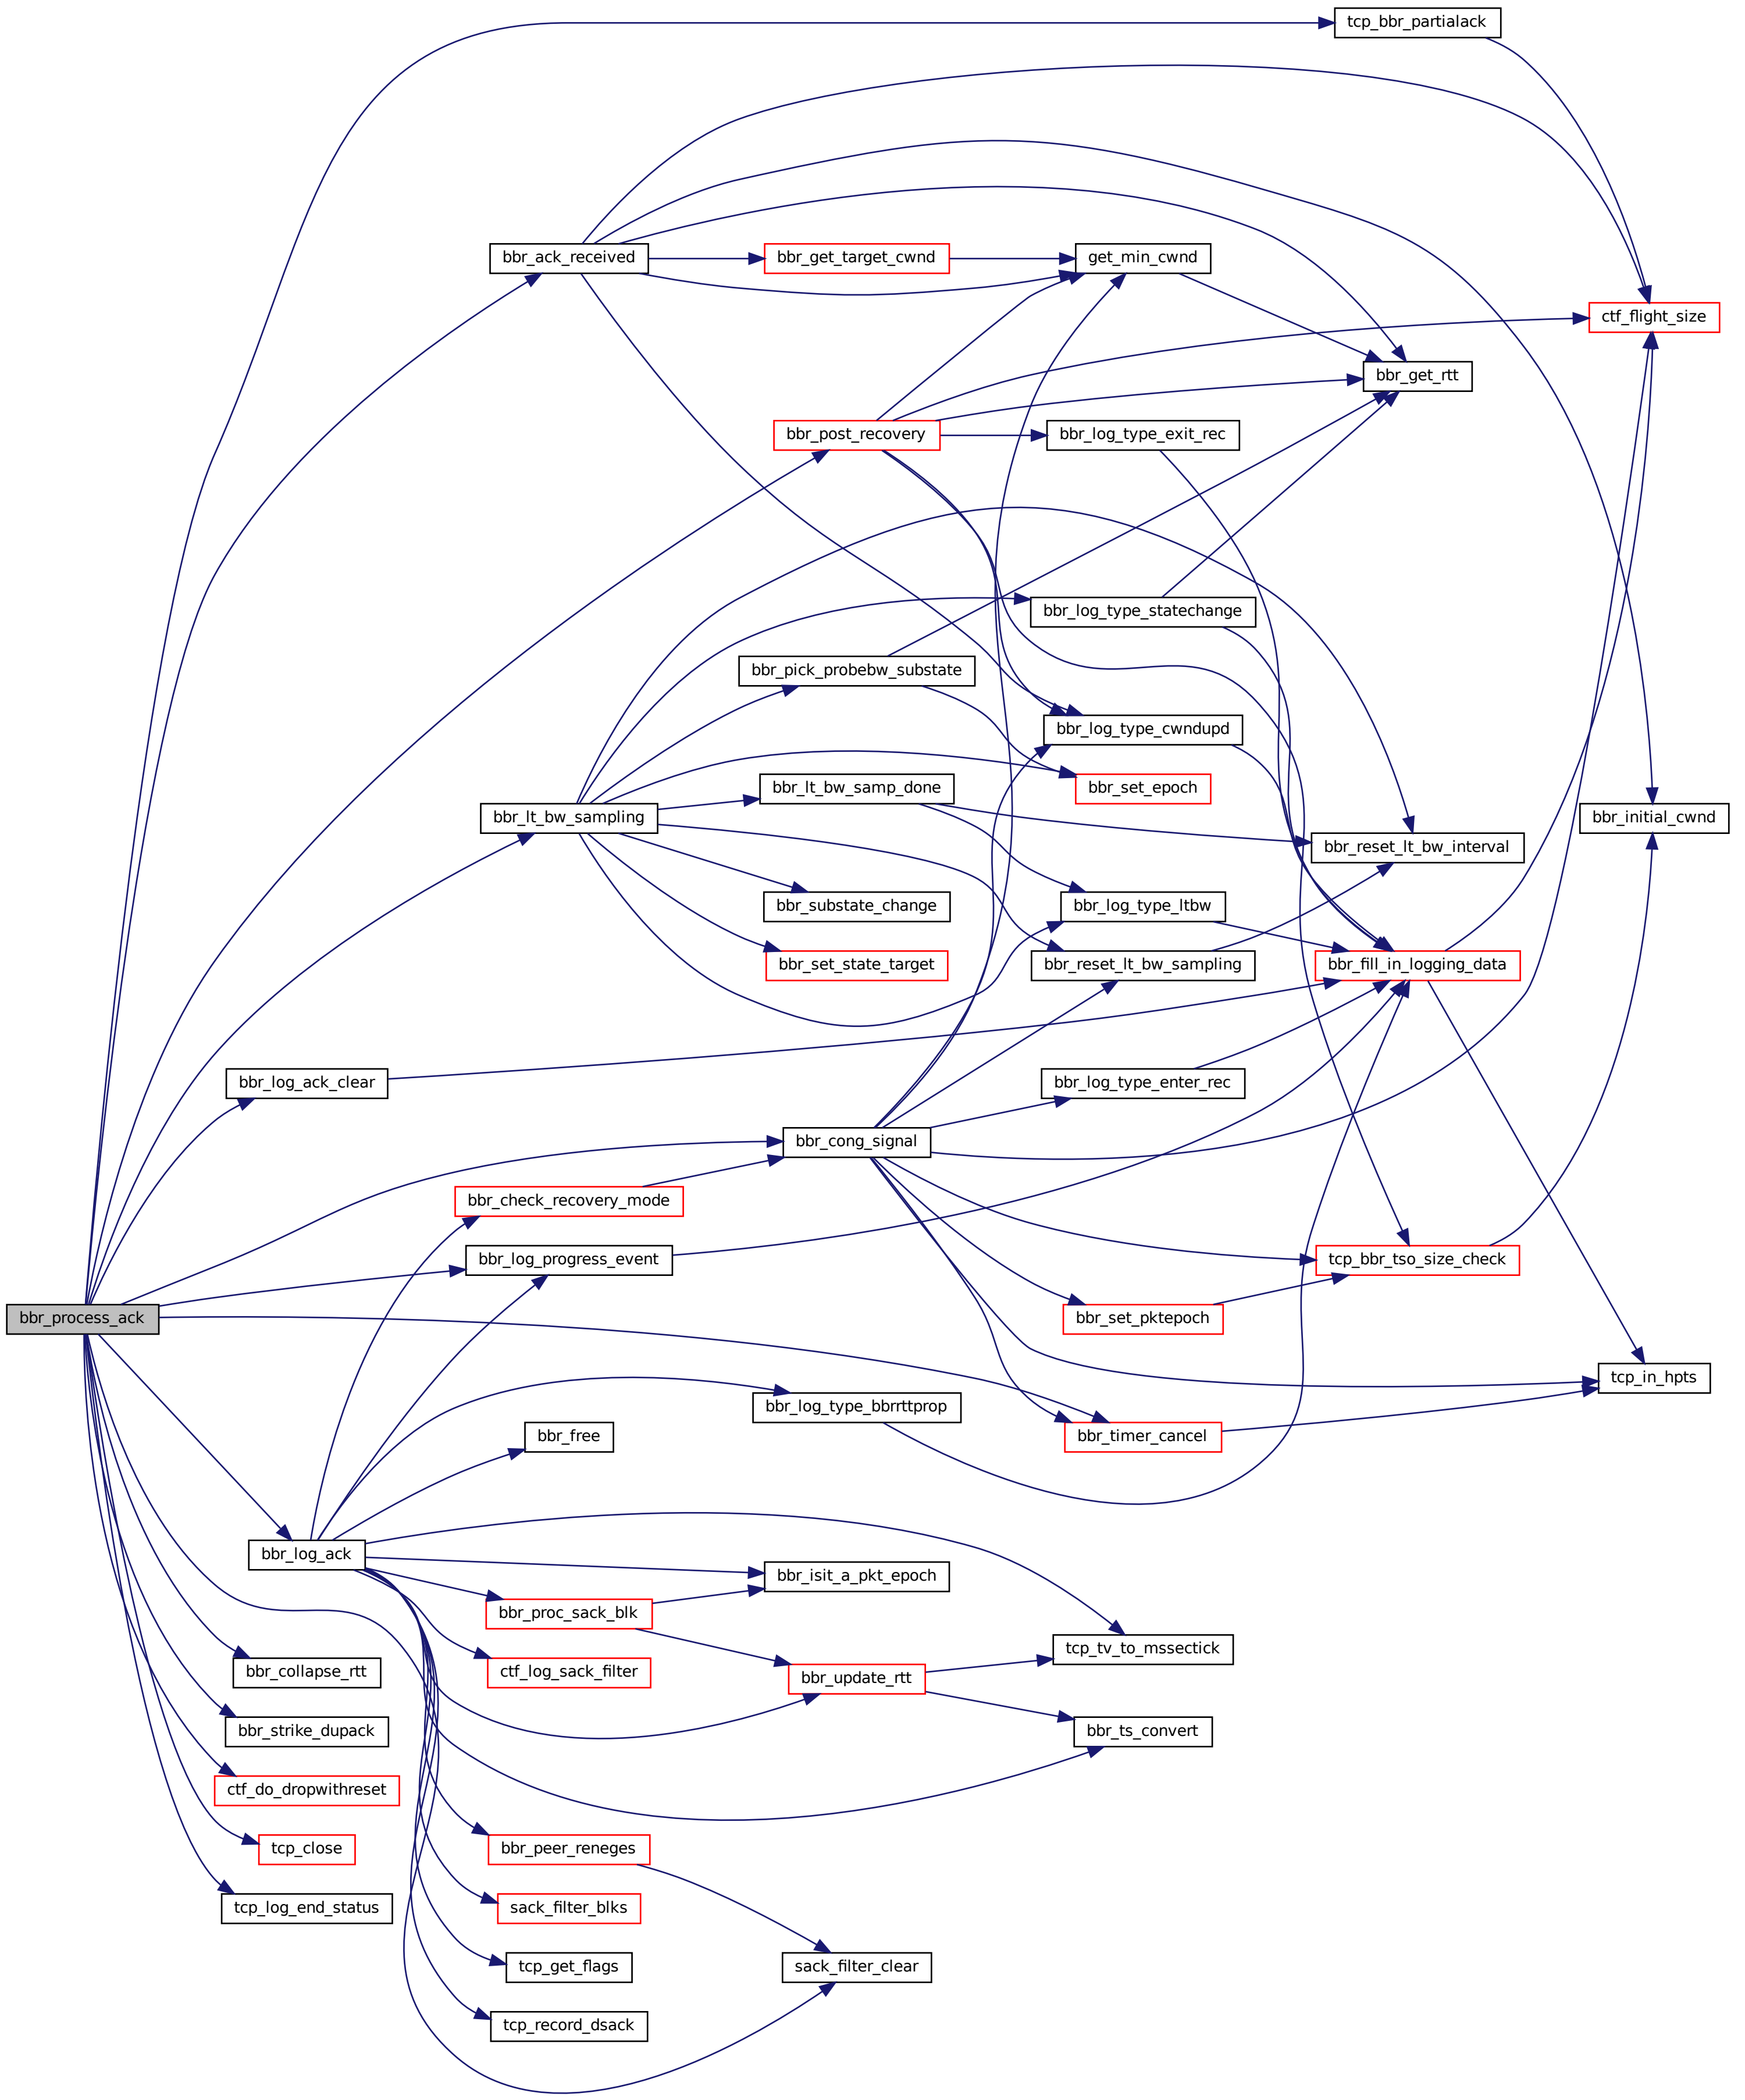 tcp_bbr_partialack
bbr_ack_received
bbr_get_target_cwnd
get_min_cwnd
ctf_flight_size
bbr_get_rtt
bbr_post_recovery
bbr_log_type_exit_rec
bbr_log_type_statechange
bbr_pick_probebw_substate
bbr_log_type_cwndupd
bbr_lt_bw_samp_done
bbr_set_epoch
bbr_lt_bw_sampling
bbr_initial_cwnd
bbr_reset_lt_bw_interval
bbr_substate_change
bbr_log_type_ltbw
bbr_set_state_target
bbr_reset_lt_bw_sampling
bbr_fill_in_logging_data
bbr_log_ack_clear
bbr_log_type_enter_rec
bbr_cong_signal
bbr_check_recovery_mode
bbr_log_progress_event
tcp_bbr_tso_size_check
bbr_process_ack
bbr_set_pktepoch
tcp_in_hpts
bbr_log_type_bbrrttprop
bbr_free
bbr_timer_cancel
bbr_log_ack
bbr_isit_a_pkt_epoch
bbr_proc_sack_blk
tcp_tv_to_mssectick
bbr_collapse_rtt
ctf_log_sack_filter
bbr_update_rtt
bbr_strike_dupack
bbr_ts_convert
ctf_do_dropwithreset
tcp_close
bbr_peer_reneges
tcp_log_end_status
sack_filter_blks
tcp_get_flags
sack_filter_clear
tcp_record_dsack